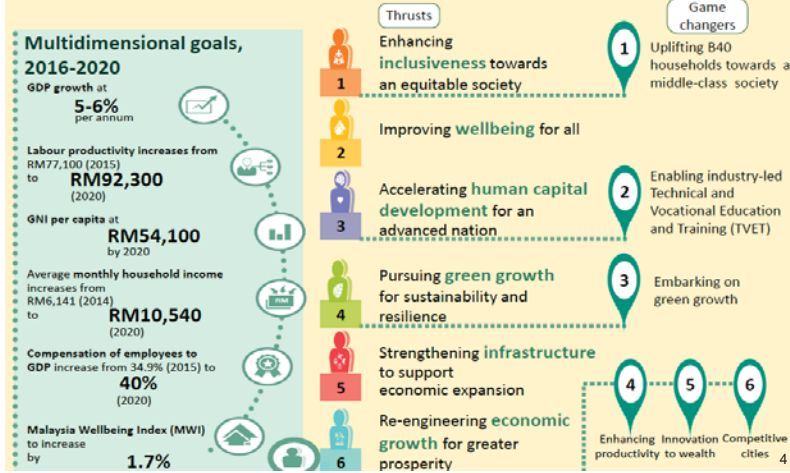 Multidimensional goals,
2016-2020
GDP growth at
5-6%
per annum
Labour productivity increases from
RM77,100 (2015)
to RM92,300
(2020)
GNI per capita at
RM54,100
by 2020
Average monthly household income
increases from
RM6,141 (2014)
to RM10,540
(2020)
Compensation of employees to
GDP increase from 34.9% (2015) to
40%
(2020)
Malaysia Wellbeing Index (MWI)
to increase
by 1.7%
RM
Thrusts
1
Enhancing
inclusiveness towards
an equitable society
2
Improving wellbeing for all
3
Accelerating human capital
development for an
advanced nation
4
Pursuing green growth
for sustainability and
resilience
5
Strengthening infrastructure
to support
economic expansion
6
Re-engineering economic
growth for greater
prosperity
Game
changers
1
Uplifting B40
households towards a
middle-class society
2
Enabling industry-led
Technical and
Vocational Education
and Training (TVET)
3
Embarking on
green growth
4
Enhancing
productivity
5
Innovation
to wealth
6
Competitive
cities
4